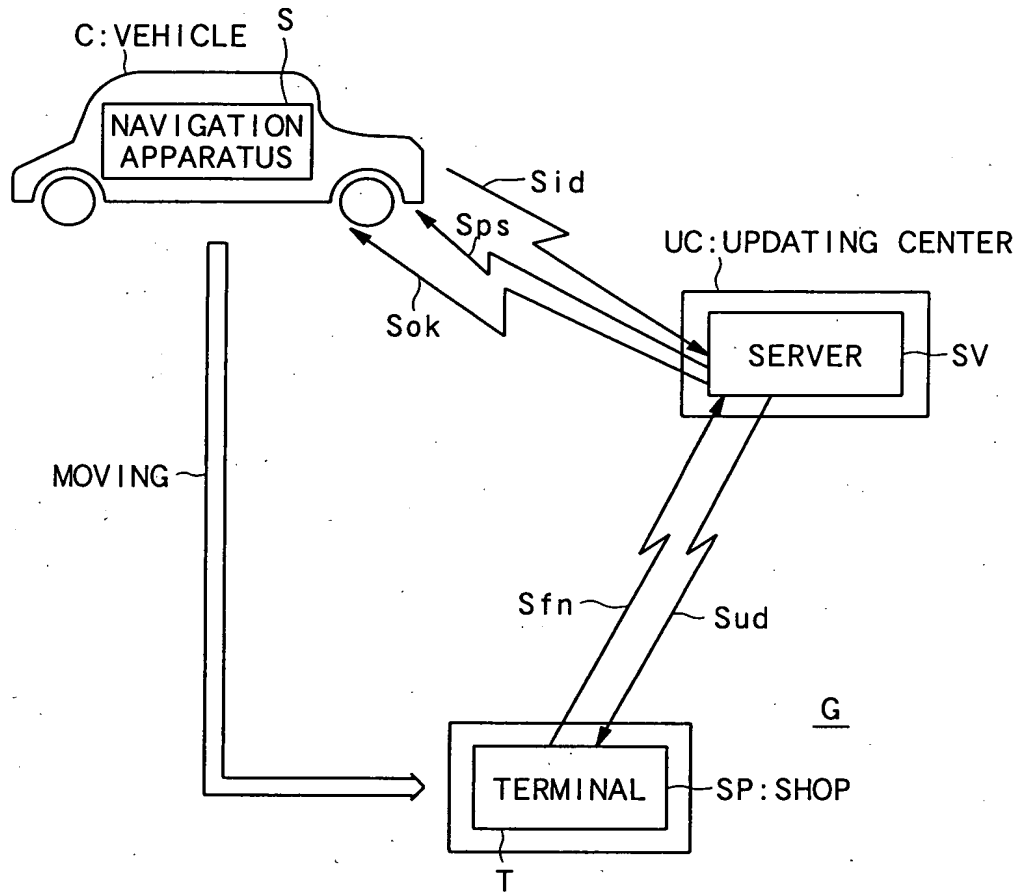 S
C:VEHICLE
NAVIGATION
APPARATUS
Sid
Sps
UC:UPDATING CENTER
Sok
SERVER
SV
MOVING
Sfn
Sud
G
TERMINAL
SP:SHOP
T